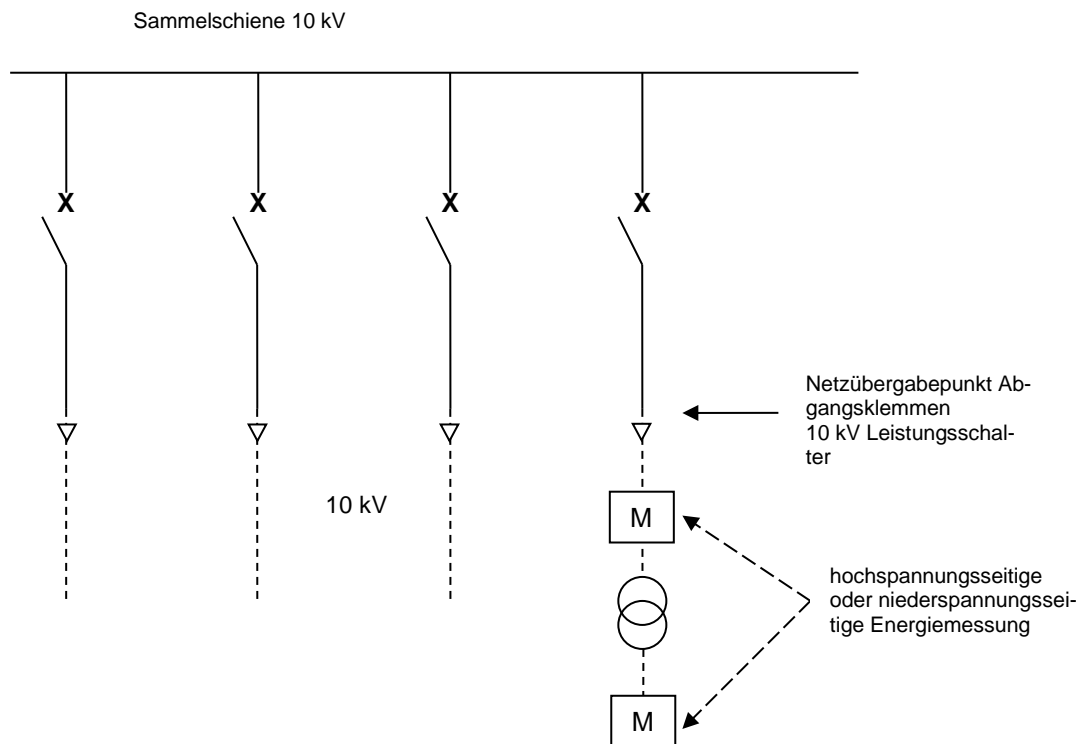 Sammelschiene 10 kV
X
X
X
X
Netzübergabepunkt Ab-
gangsklemmen
10 kV Leistungsschal-
ter
10 kV
M
hochspannungsseitige
oder niederspannungssei-
tige Energiemessung
M